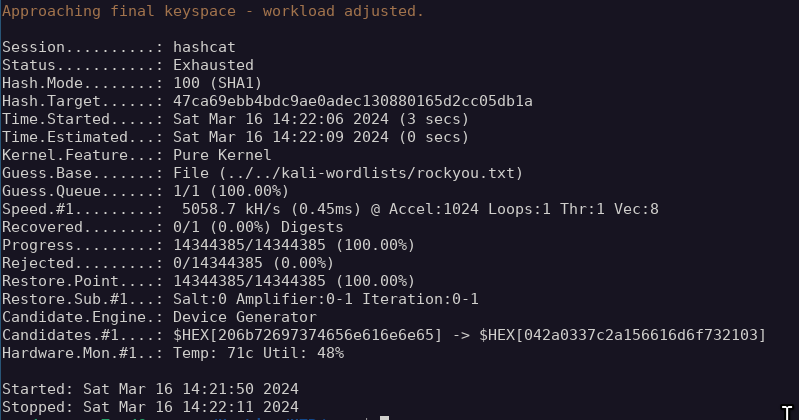 Approaching final keyspace - workload adjusted.
Session..........: hashcat
Status...........: Exhausted
Hash.Mode........: 100 (SHA1)
Hash.Target......: 47ca69ebb4bdc9ae0adec130880165d2cc05db1a
Time.Started.....: Sat Mar 16 14:22:06 2024 (3 secs)
Time.Estimated...: Sat Mar 16 14:22:09 2024 (0 secs)
Kernel.Feature...: Pure Kernel
Guess.Base.......: File (../../kali-wordlists/rockyou.txt)
Guess.Queue......: 1/1 (100.00%)
Speed.#1.........:  5058.7 kH/s (0.45ms) @ Accel:1024 Loops:1 Thr:1 Vec:8
Recovered........: 0/1 (0.00%) Digests
Progress.........: 14344385/14344385 (100.00%)
Rejected.........: 0/14344385 (0.00%)
Restore.Point....: 14344385/14344385 (100.00%)
Restore.Sub.#1...: Salt:0 Amplifier:0-1 Iteration:0-1
Candidate.Engine.: Device Generator
Candidates.#1....: $HEX[206b72697374656e616e6e65] -> $HEX[042a0337c2a156616d6f732103]
Hardware.Mon.#1..: Temp: 71c Util: 48%
Started: Sat Mar 16 14:21:50 2024
Stopped: Sat Mar 16 14:22:11 2024